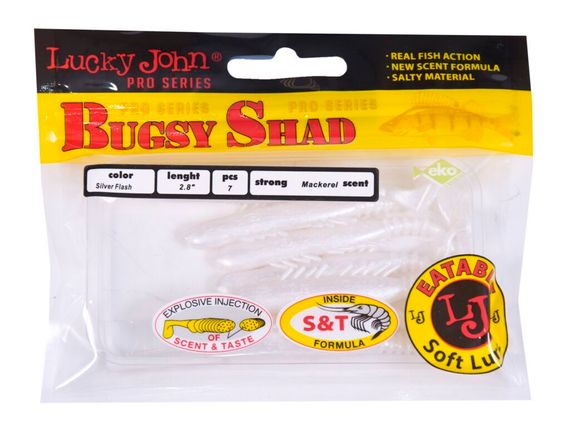 Lucky John®
PRO SERIES
• REAL FISH ACTION
• NEW SCENT FORMULA
• SALTY MATERIAL
PRO SERIES PRO SERIES
BUGSY SHAD
color lenght pcs strong Mackerel scent
Silver Flash 2.8" 7
eko
EXPLOSIVE INJECTION
OF
SCENT & TASTE
INSIDE
S&T
FORMULA
EATABL
LJ LJ J
Soft Lur